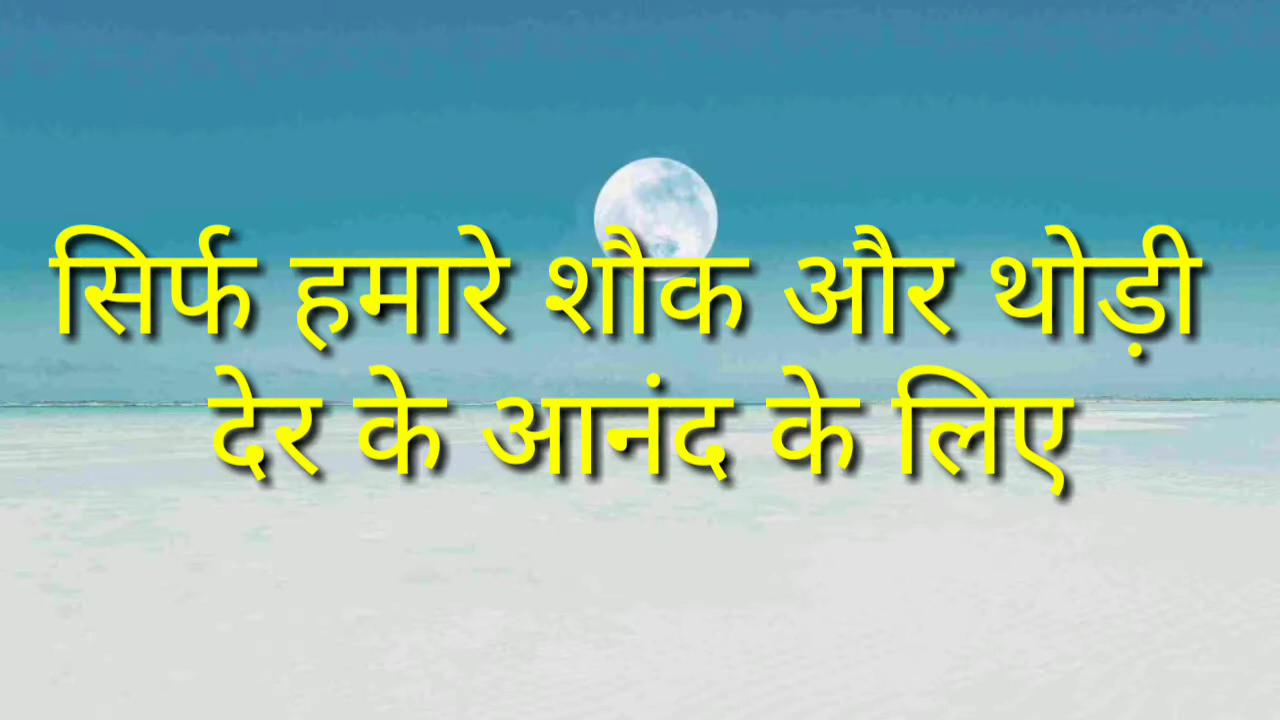 सिर्फ हमारे शौक और थोड़ी
देर के आनंद के लिए